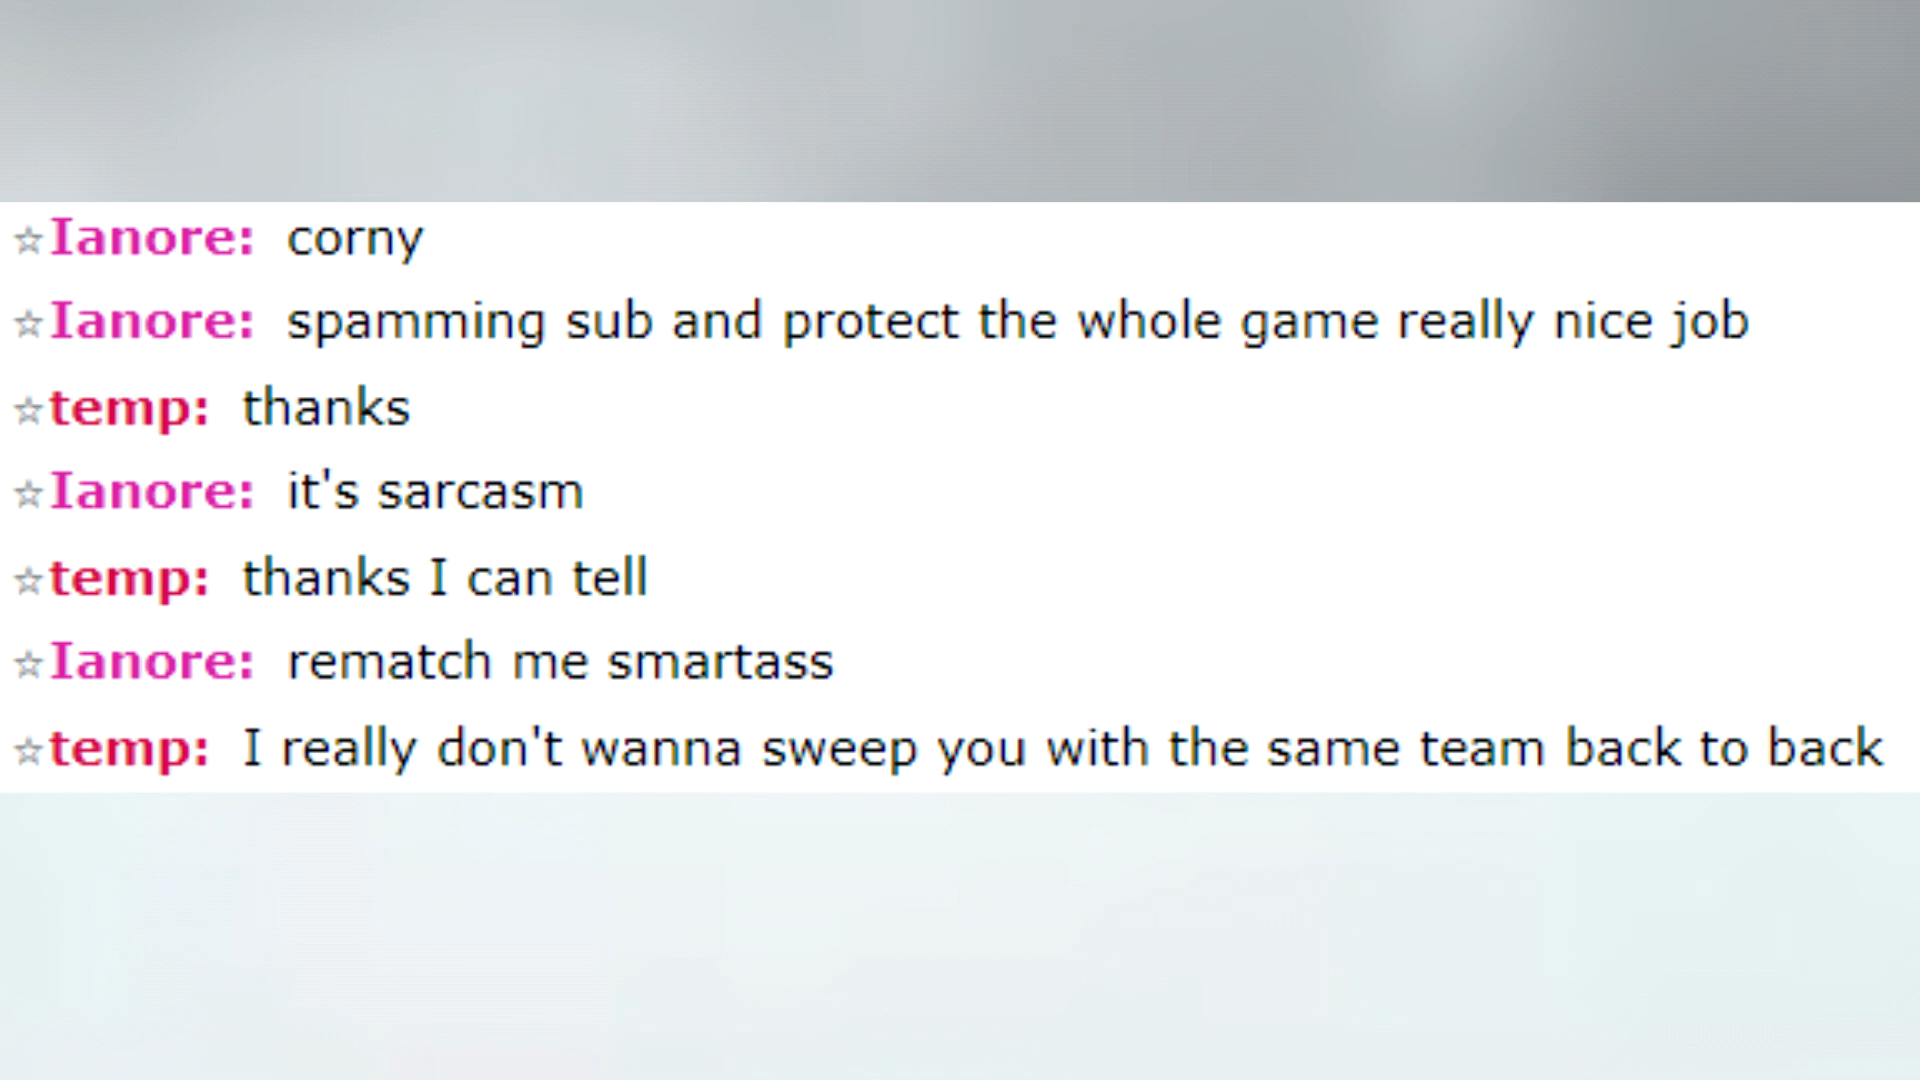 ☆Ianore: corny
☆Ianore: spamming sub and protect the whole game really nice job
☆temp: thanks
☆Ianore: it's sarcasm
☆temp: thanks I can tell
☆Ianore: rematch me smartass
☆temp: I really don't wanna sweep you with the same team back to back